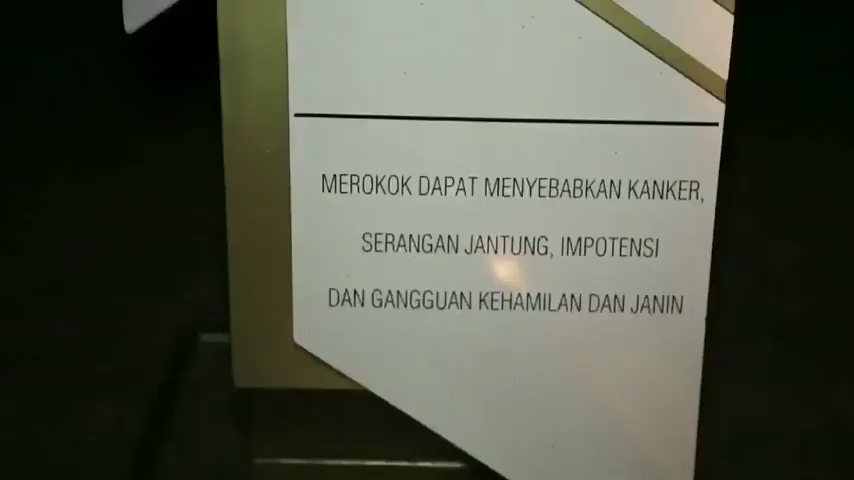 MEROKOK DAPAT MENYEBABKAN KANKER,
SERANGAN JANTUNG, IMPOTENSI
DAN GANGGUAN KEHAMILAN DAN JANIN